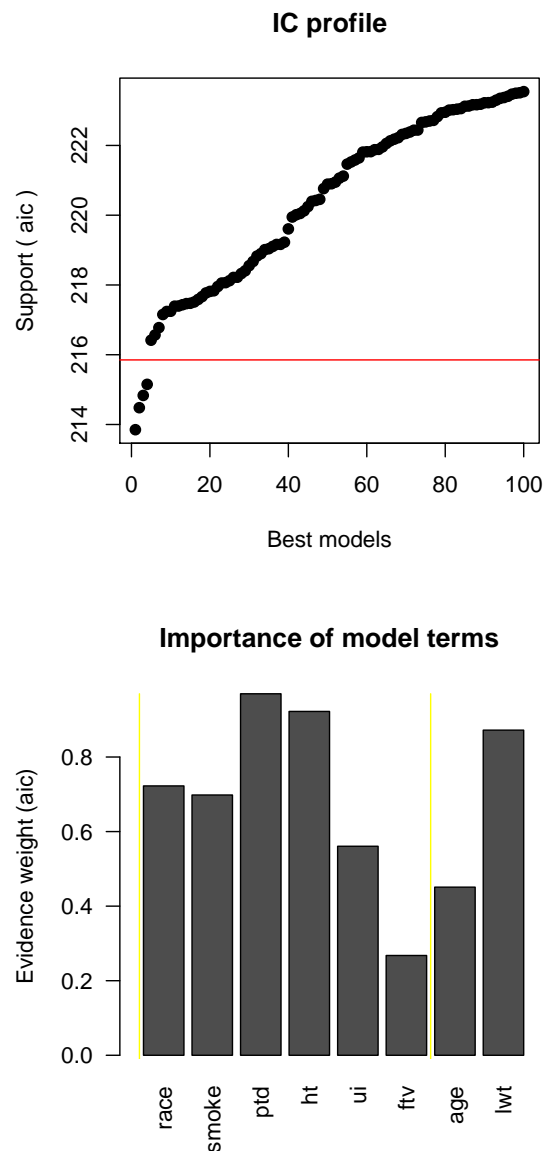 IC profile
Support ( aic )
214 216 218 220 222
0 20 40 60 80 100
Best models
Importance of model terms
Evidence weight (aic)
0.0 0.2 0.4 0.6 0.8
race smoke ptd ht ui ftv age lwt